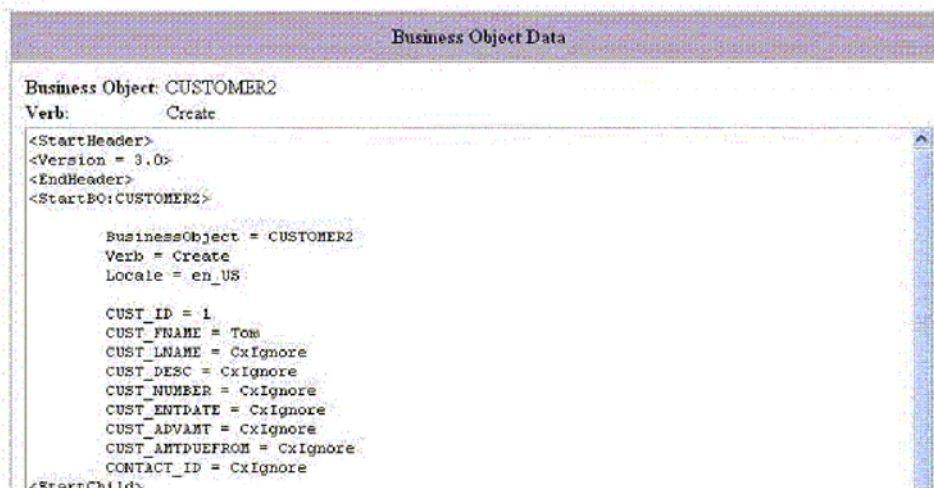 Business Object Data
Business Object: CUSTOMER2
Verb: Create
<StartHeader>
<Version = 3.0>
<EndHeader>
<StartBO:CUSTOMER2>
BusinessObject = CUSTOMER2
Verb = Create
Locale = en_US
CUST_ID = 1
CUST_FNAME = Tom
CUST_LNAME = CxIgnore
CUST_DESC = CxIgnore
CUST_NUMBER = CxIgnore
CUST_ENTDATE = CxIgnore
CUST_ADVAMT = CxIgnore
CUST_AMTDUEFROM = CxIgnore
CONTACT_ID = CxIgnore
<StartChild>